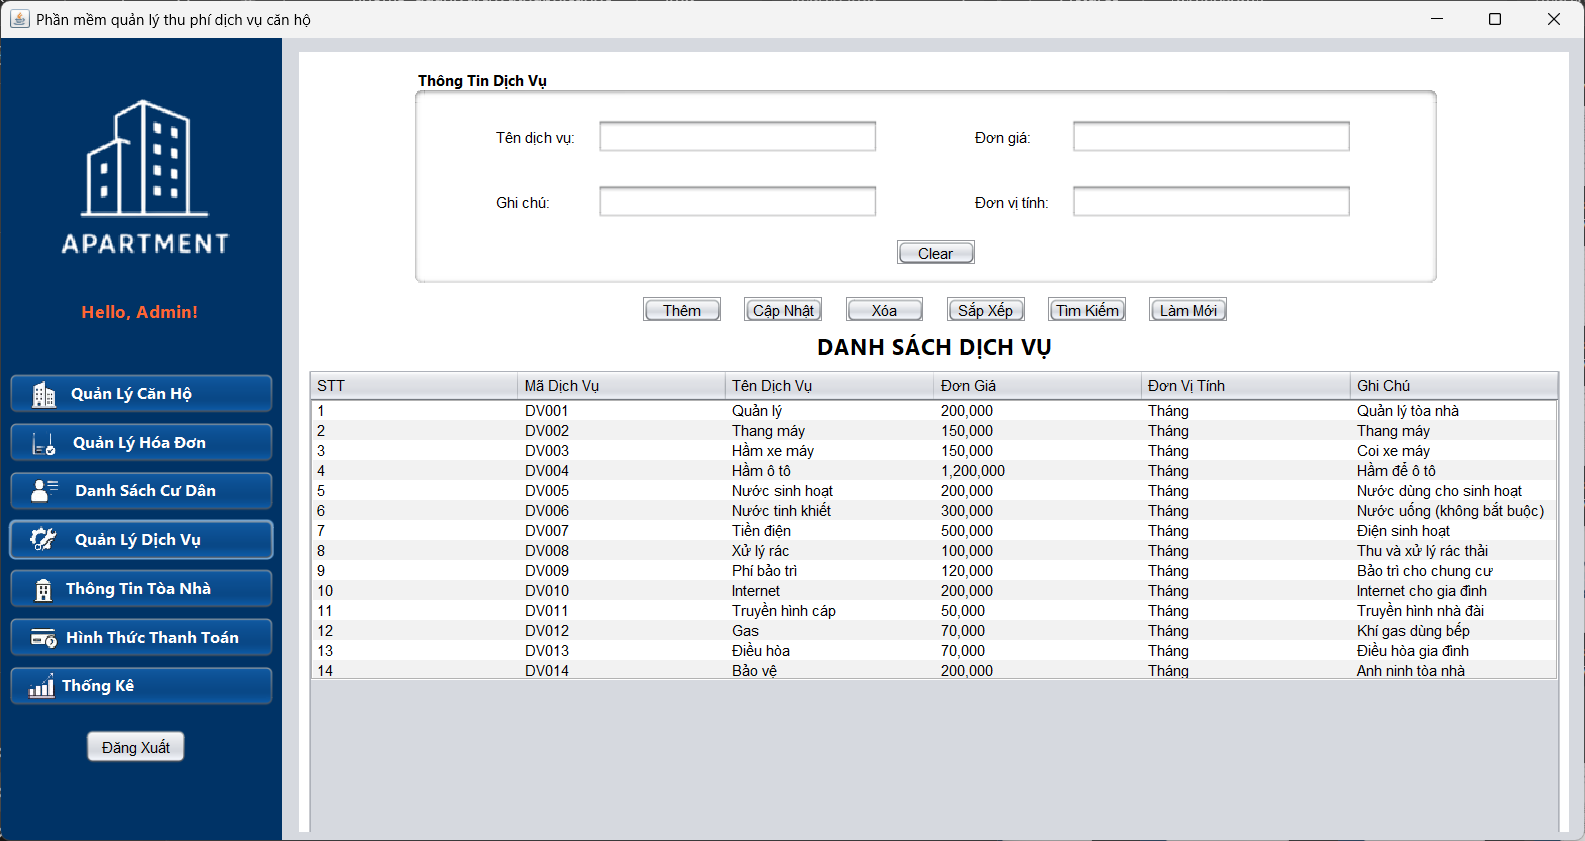 Phần mềm quản lý thu phí dịch vụ căn hộ
APARTMENT
Hello, Admin!
Quản Lý Căn Hộ
Quản Lý Hóa Đơn
Danh Sách Cư Dân
Quản Lý Dịch Vụ
Thông Tin Tòa Nhà
Hình Thức Thanh Toán
Thống Kê
Đăng Xuất
Thông Tin Dịch Vụ
Tên dịch vụ: Đơn giá:
Ghi chú: Đơn vị tính:
Clear
Thêm Cập Nhật Xóa Sắp Xếp Tìm Kiếm Làm Mới
DANH SÁCH DỊCH VỤ
STT Mã Dịch Vụ Tên Dịch Vụ Đơn Giá Đơn Vị Tính Ghi Chú
1 DV001 Quản lý 200,000 Tháng Quản lý tòa nhà
2 DV002 Thang máy 150,000 Tháng Thang máy
3 DV003 Hầm xe máy 150,000 Tháng Coi xe máy
4 DV004 Hầm ô tô 1,200,000 Tháng Hầm để ô tô
5 DV005 Nước sinh hoạt 200,000 Tháng Nước dùng cho sinh hoạt
6 DV006 Nước tinh khiết 300,000 Tháng Nước uống (không bắt buộc)
7 DV007 Tiền điện 500,000 Tháng Điện sinh hoạt
8 DV008 Xử lý rác 100,000 Tháng Thu và xử lý rác thải
9 DV009 Phí bảo trì 120,000 Tháng Bảo trì cho chung cư
10 DV010 Internet 200,000 Tháng Internet cho gia đình
11 DV011 Truyền hình cáp 50,000 Tháng Truyền hình nhà đài
12 DV012 Gas 70,000 Tháng Khí gas dùng bếp
13 DV013 Điều hòa 70,000 Tháng Điều hòa gia đình
14 DV014 Bảo vệ 200,000 Tháng Anh ninh tòa nhà